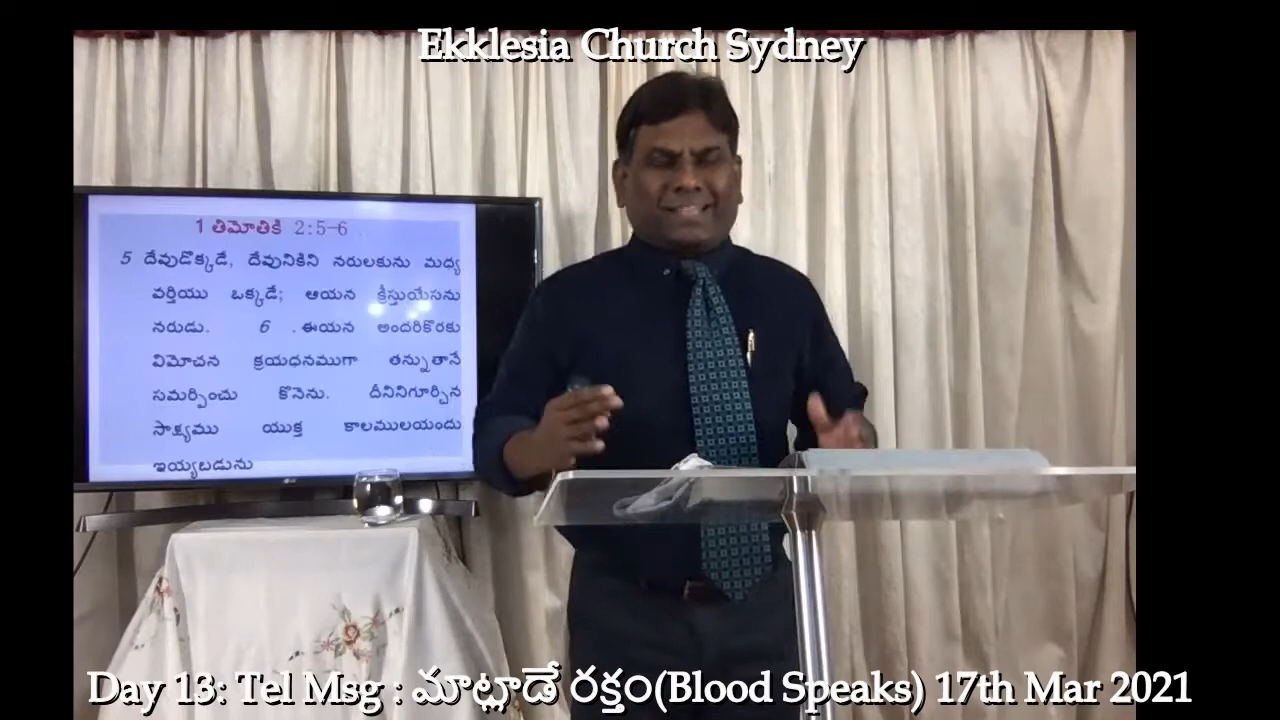 Ekklesia Church Sydney
1 తిమోతికి 2:5-6
5 దేవుడొక్కడే, దేవునికిని నరులకును మధ్య
వర్తియు ఒక్కడే; ఆయన క్రీస్తుయేసను
నరుడు. 6 . ఈయన అందరికొరకు
విమోచన క్రయధనముగా తన్నుతానే
సమర్పించు కొనెను. దీనినిగూర్చిన
సాక్ష్యము యుక్త కాలములయందు
ఇయ్యబడును
LG
Day 13: Tel Msg : మాట్లాడే రక్తం(Blood Speaks) 17th Mar 2021